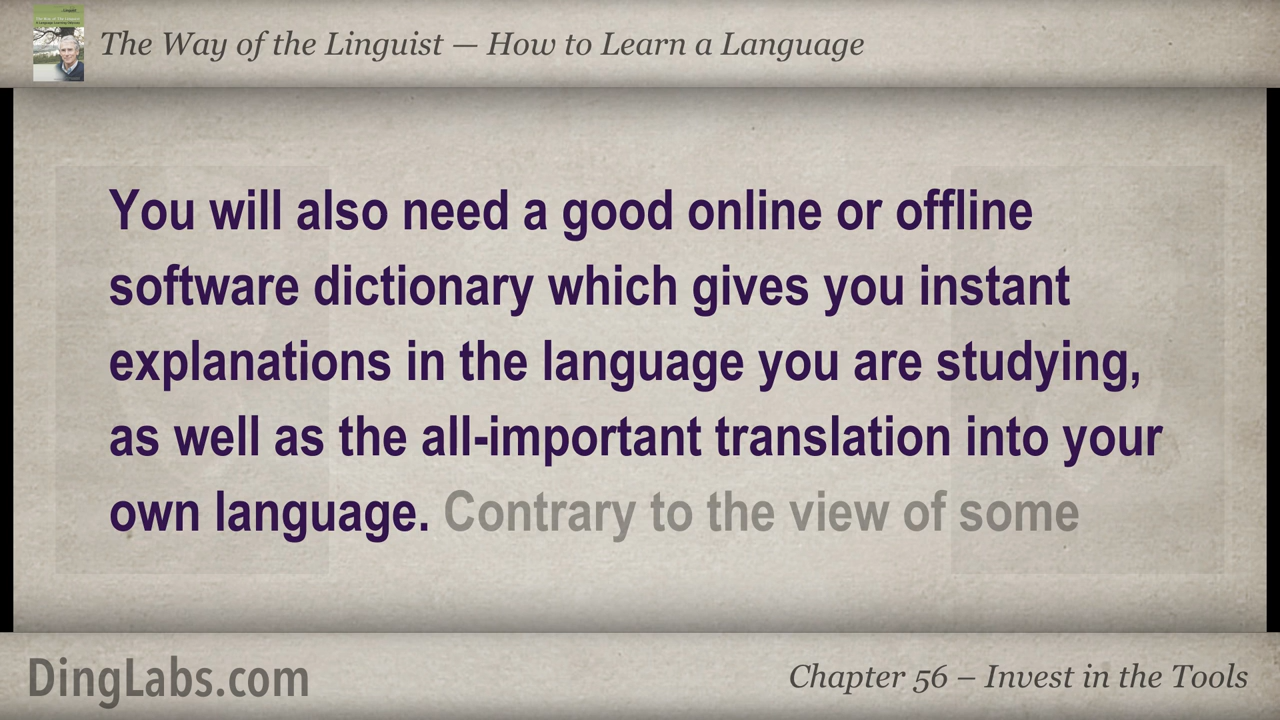 The Way of the Linguist — How to Learn a Language
You will also need a good online or offline
software dictionary which gives you instant
explanations in the language you are studying,
as well as the all-important translation into your
own language. Contrary to the view of some
DingLabs.com
Chapter 56 – Invest in the Tools